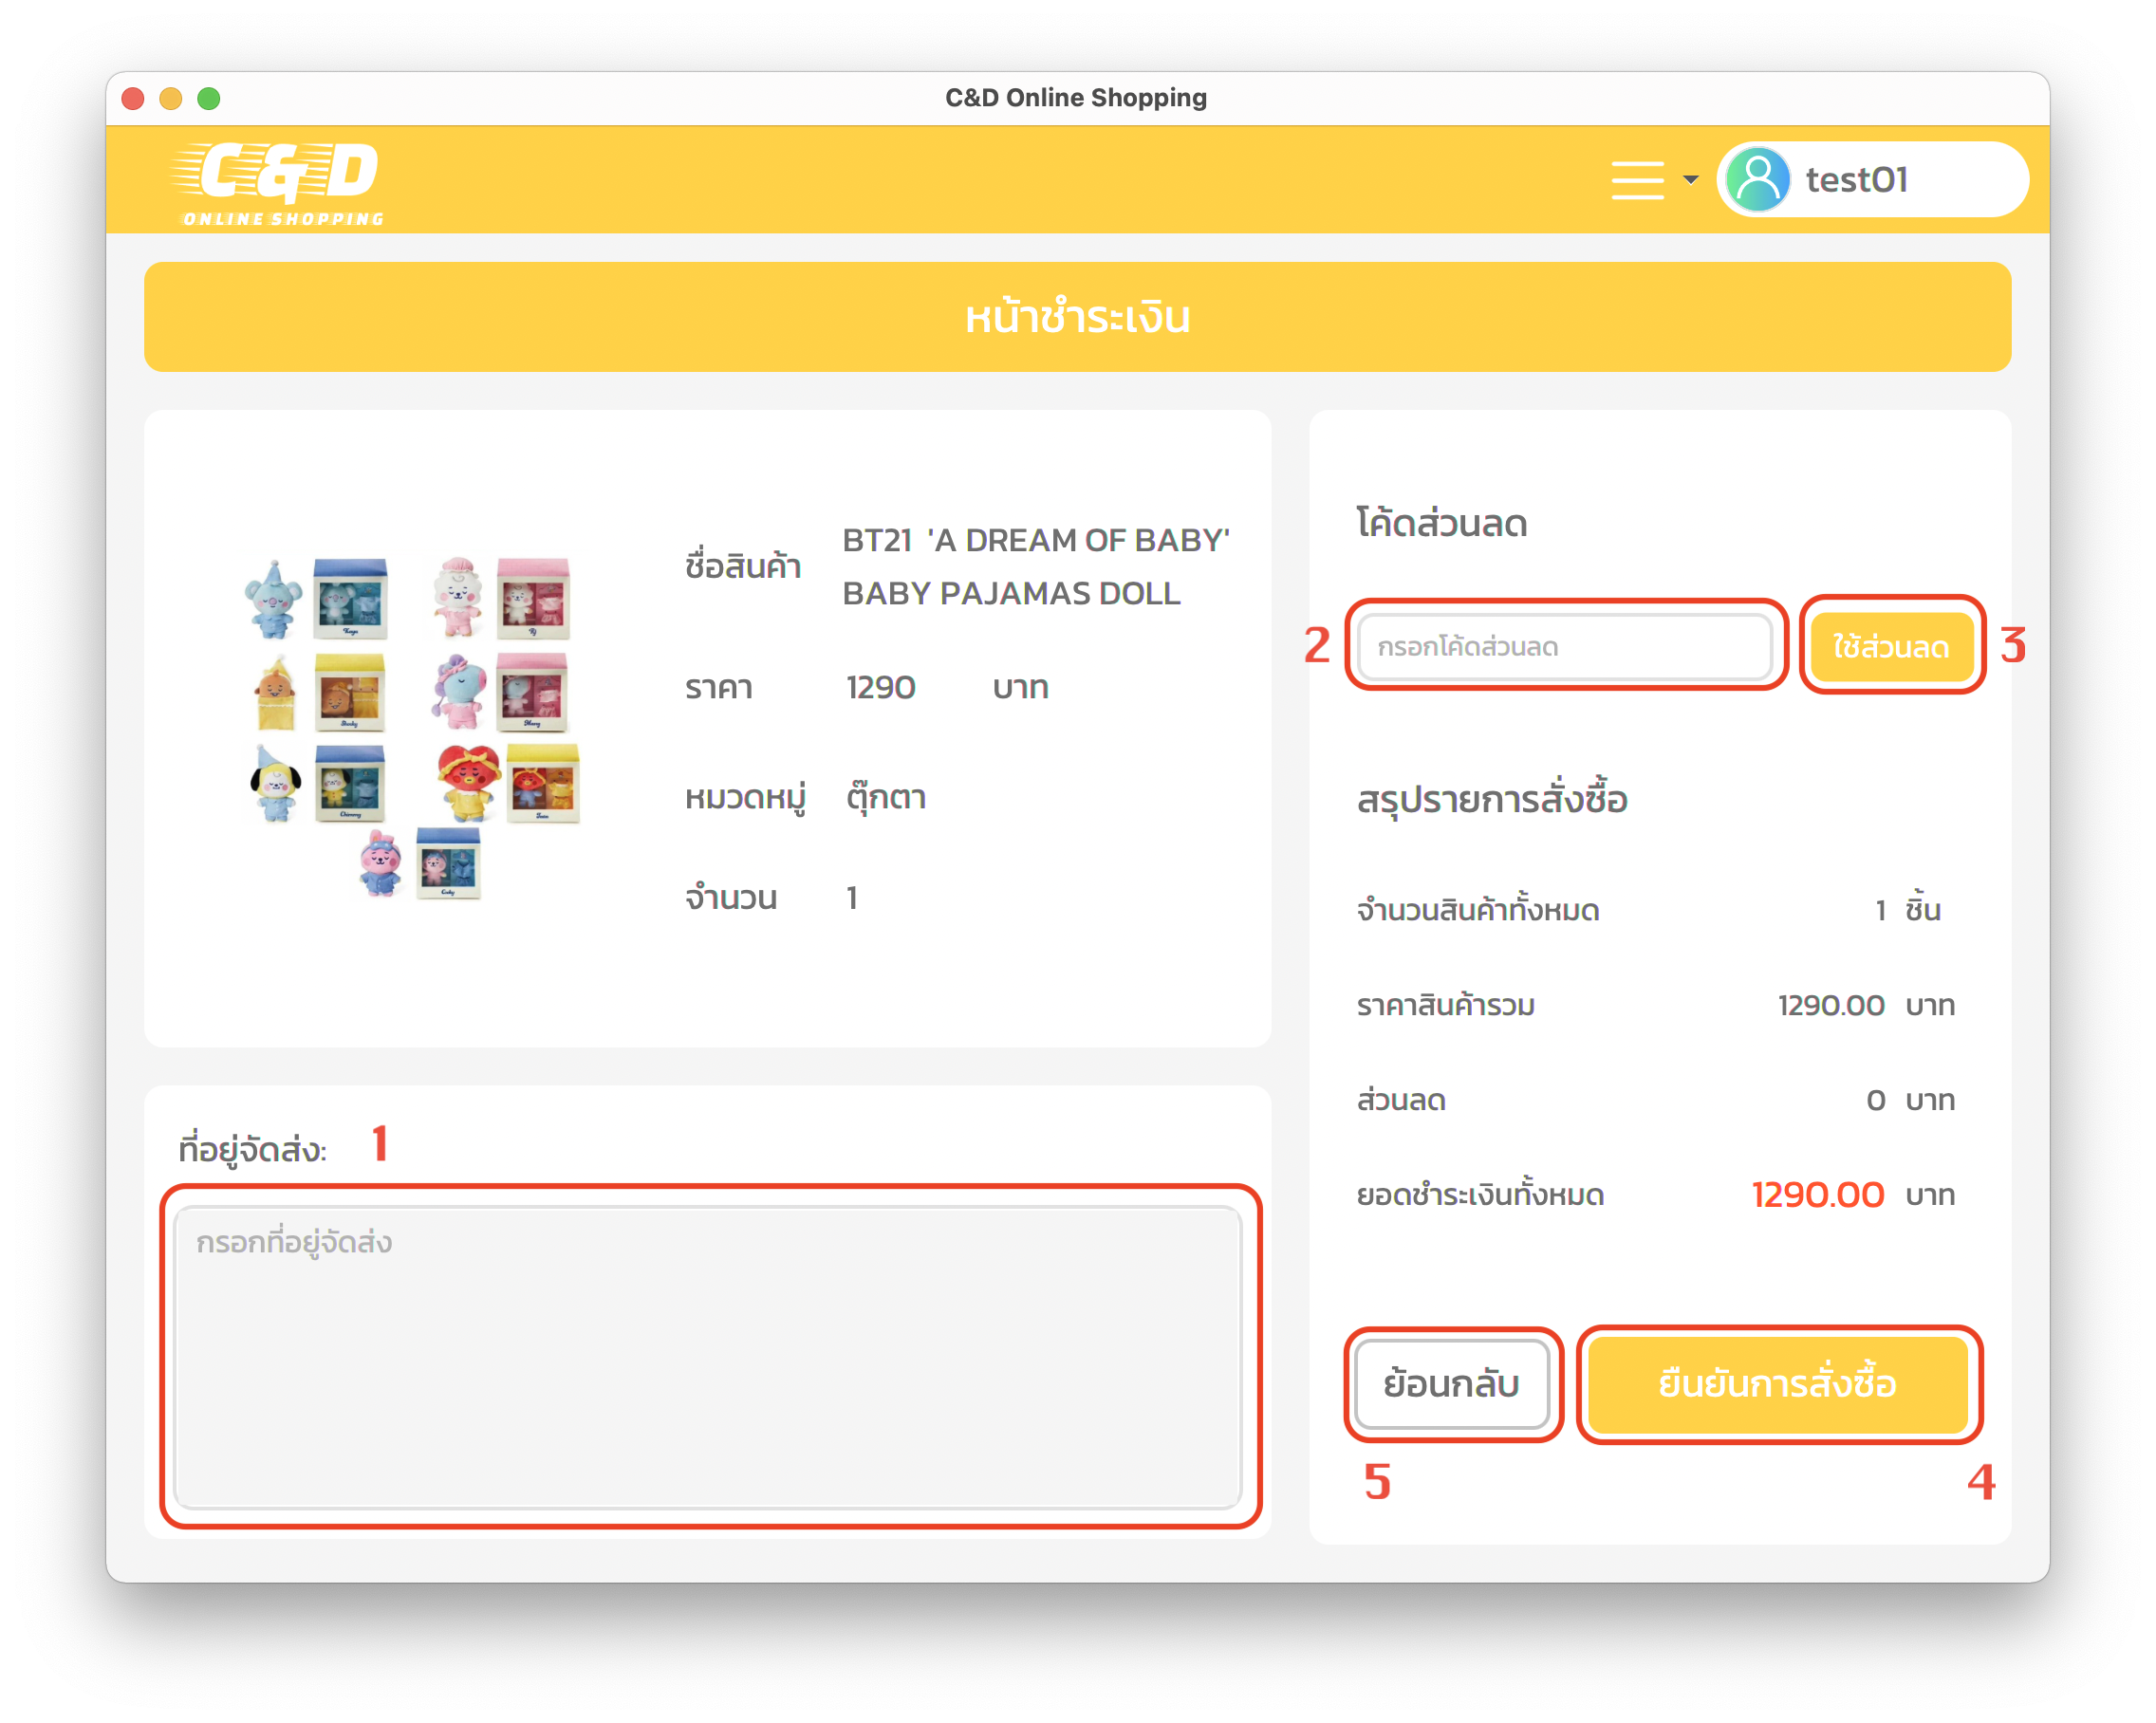 C&D Online Shopping
C&D
ONLINE SHOPPING
test01
หน้าชำระเงิน
ชื่อสินค้า
BT21 'A DREAM OF BABY'
BABY PAJAMAS DOLL
ราคา 1290 บาท
หมวดหมู่ ตุ๊กตา
จำนวน 1
ที่อยู่จัดส่ง: 1
กรอกที่อยู่จัดส่ง
โค้ดส่วนลด
2 กรอกโค้ดส่วนลด ใช้ส่วนลด 3
สรุปรายการสั่งซื้อ
จำนวนสินค้าทั้งหมด 1 ชิ้น
ราคาสินค้ารวม 1290.00 บาท
ส่วนลด 0 บาท
ยอดชำระเงินทั้งหมด 1290.00 บาท
ย้อนกลับ ยืนยันการสั่งซื้อ
5 4